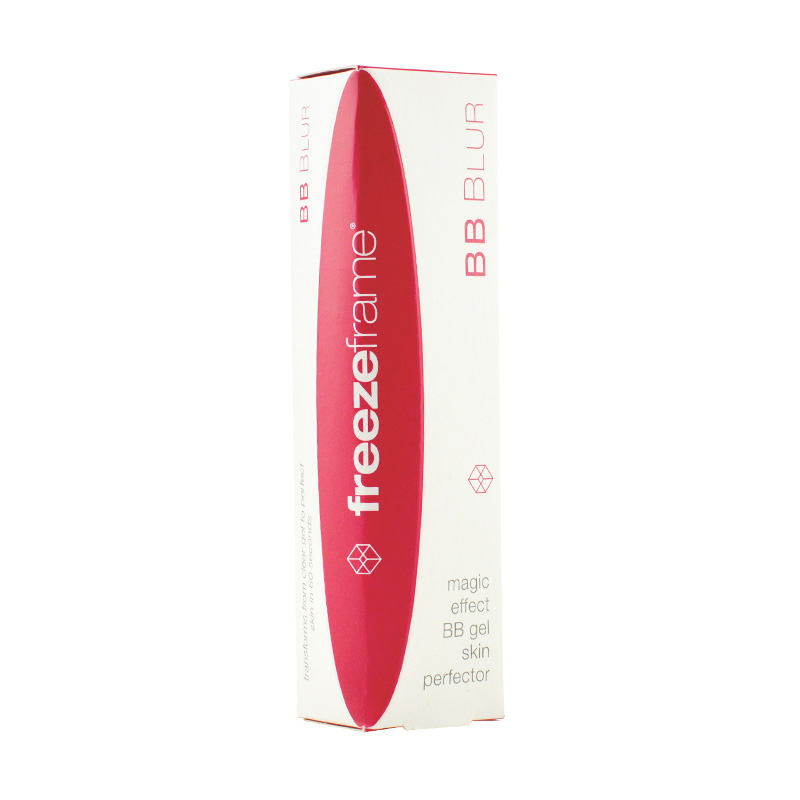 BB BLUR
transforms from clear gel to perfect
skin in 60 seconds
freezeframe®
BB BLUR
magic
effect
BB gel
skin
perfector